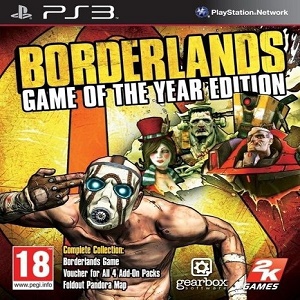 PS3
PlayStation®Network
BORDERLANDS
GAME OF THE YEAR EDITION
Complete Collection:
Borderlands Game
Voucher for All 4 Add-On Packs
Foldout Pandora Map
18
www.pegi.info
gearbox
software
2K
GAMES